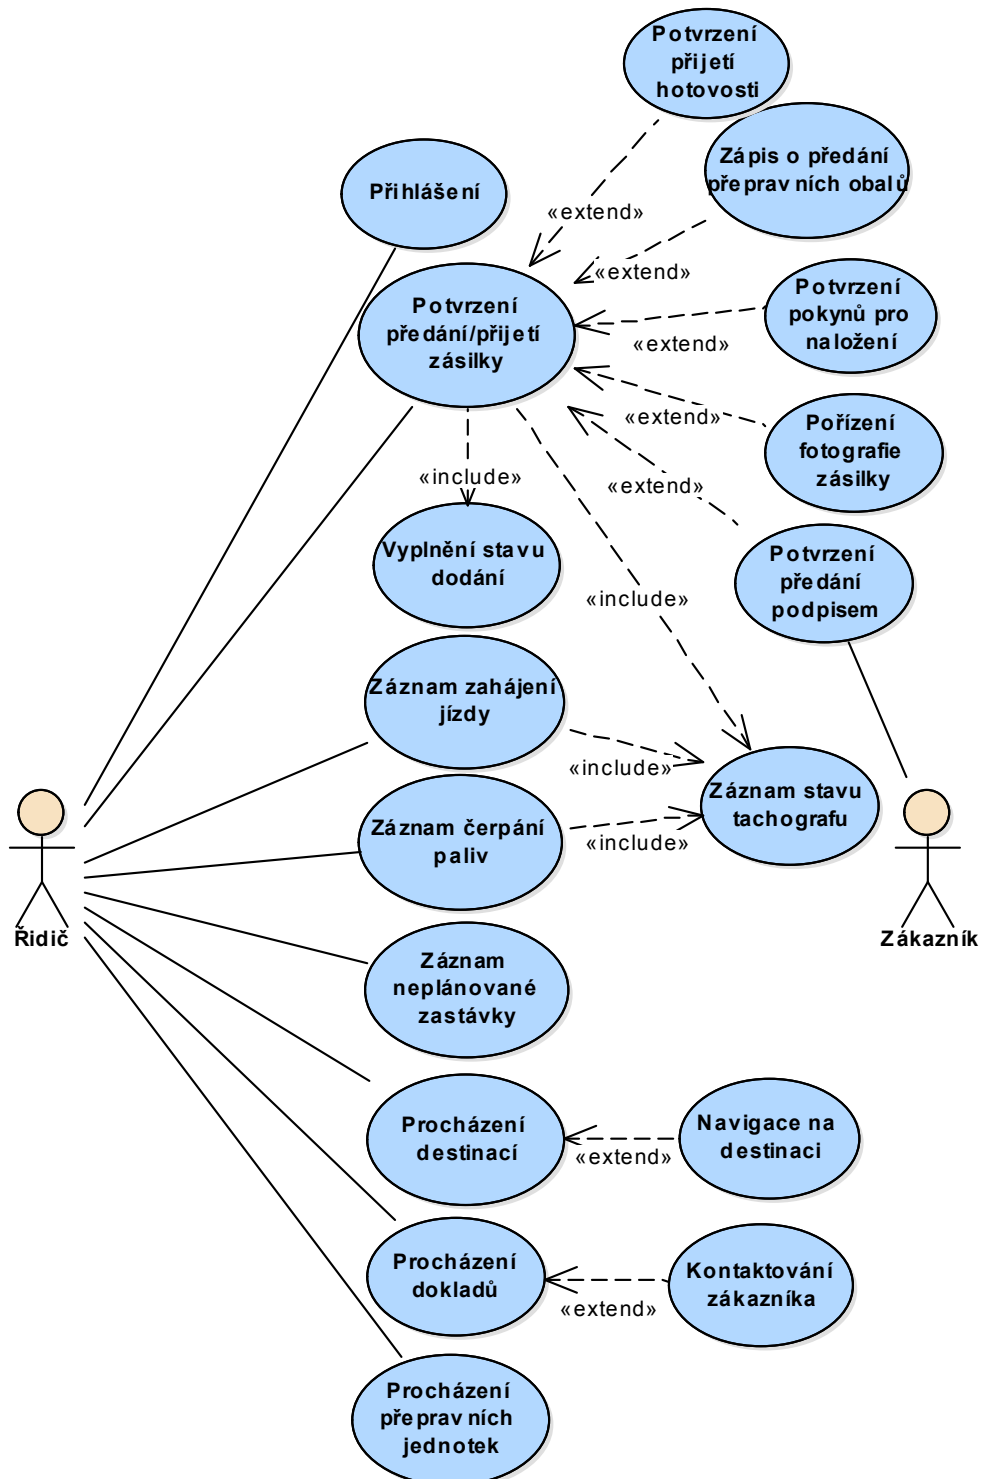 Potvrzení
přijetí
hotovosti
Zápis o předání
přepravních obalů
Přihlášení
«extend»
«extend»
Potvrzení
předání/přijetí
zásilky
Potvrzení
pokynů pro
naložení
«extend»
Pořízení
fotografie
zásilky
«extend»
«include»
«extend»
Vyplnění stavu
dodání
Potvrzení
předání
podpisem
«include»
Záznam zahájení
jízdy
«include»
Záznam stavu
tachografu
Záznam čerpání
paliv
«include»
Řidič
Zákazník
Záznam
neplánované
zastávky
Procházení
destinací
«extend»
Navigace na
destinaci
Procházení
dokladů
«extend»
Kontaktování
zákazníka
Procházení
přepravních
jednotek